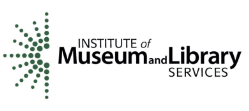 INSTITUTE of
Museum and Library
SERVICES